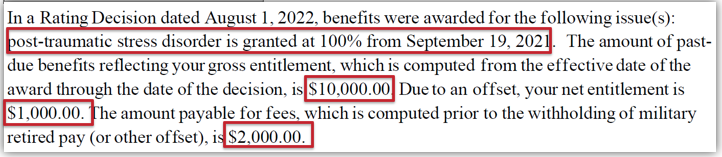 In a Rating Decision dated August 1, 2022, benefits were awarded for the following issue(s):
post-traumatic stress disorder is granted at 100% from September 19, 2021. The amount of past-
due benefits reflecting your gross entitlement, which is computed from the effective date of the
award through the date of the decision, is $10,000.00. Due to an offset, your net entitlement is
$1,000.00. The amount payable for fees, which is computed prior to the withholding of military
retired pay (or other offset), is $2,000.00.